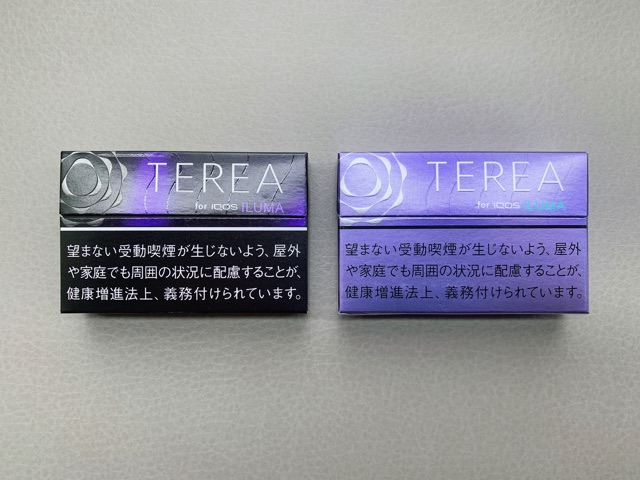 TEREA
for IQOS ILUMA
望まない受動喫煙が生じないよう、屋外
や家庭でも周囲の状況に配慮することが、
健康増進法上、義務付けられています。
TEREA
for IQOS ILUMA
望まない受動喫煙が生じないよう、屋外
や家庭でも周囲の状況に配慮することが、
健康増進法上、義務付けられています。